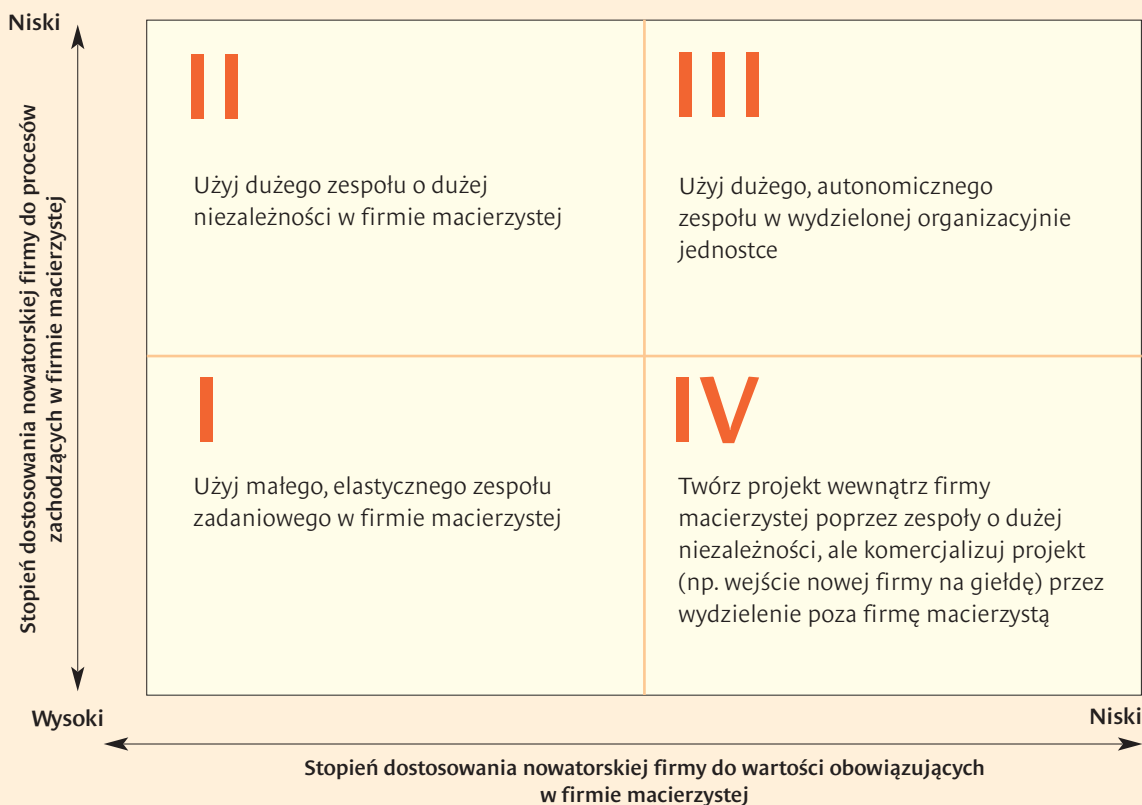 Niski
Stopień dostosowania nowatorskiej firmy do procesów
zachodzących w firmie macierzystej
II
Użyj dużego zespołu o dużej
niezależności w firmie macierzystej
III
Użyj dużego, autonomicznego
zespołu w wydzielonej organizacyjnie
jednostce
I
Użyj małego, elastycznego zespołu
zadaniowego w firmie macierzystej
IV
Twórz projekt wewnątrz firmy
macierzystej poprzez zespoły o dużej
niezależności, ale komercjalizuj projekt
(np. wejście nowej firmy na giełdę) przez
wydzielenie poza firmę macierzystą
Wysoki
Niski
Stopień dostosowania nowatorskiej firmy do wartości obowiązujących
w firmie macierzystej